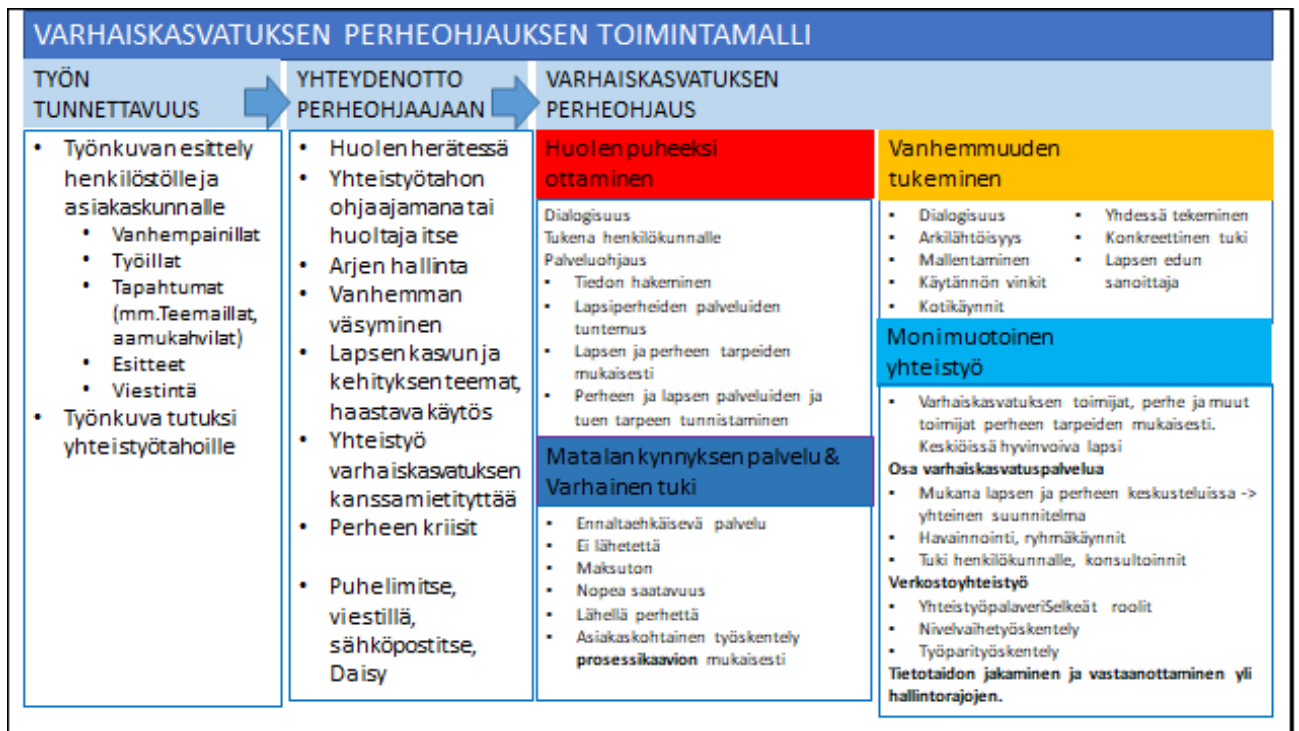 VARHAISKASVATUKSEN PERHEOHJAUKSEN TOIMINTAMALLI
TYÖN
TUNNETTAVUUS
YHTEYDENOTTO
PERHEOHJAAJAAN
VARHAISKASVATUKSEN
PERHEOHJAUS
• Työnkuvan esittely
henkilöstölle ja
asiakaskunnalle
• Vanhempainillat
• Työillat
• Tapahtumat
(mm.Teemaillat,
aamukahvilat)
• Esitteet
• Viestintä
• Työnkuva tutuksi
yhteistyötahoille
• Huolen herätessä
• Yhteistyötahon
ohjaajamana tai
huoltaja itse
• Arjen hallinta
• Vanhemman
väsyminen
• Lapsen kasvun ja
kehityksen teemat,
haastava käytös
• Yhteistyö
varhaiskasvatuksen
kanssa mietityttää
• Perheen kriisit
• Puhelimitse,
viestillä,
sähköpostitse,
Daisy
Huolen puheeksi
ottaminen
Dialogisuus
Tukena henkilökunnalle
Palveluohjaus
• Tiedon hakeminen
• Lapsiperheiden palveluiden
tuntemus
• Lapsen ja perheen tarpeiden
mukaisesti
• Perheen ja lapsen palveluiden ja
tuen tarpeen tunnistaminen
Matalan kynnyksen palvelu &
Varhainen tuki
• Ennaltaehkäisevä palvelu
• Ei lähetettä
• Maksuton
• Nopea saatavuus
• Lähellä perhettä
• Asiakaskohtainen työskentely
prosessikaavion mukaisesti
Vanhemmuuden
tukeminen
• Dialogisuus
• Arkilähtöisyys
• Mallentaminen
• Käytännön vinkit
• Kotikäynnit
• Yhdessä tekeminen
• Konkreettinen tuki
• Lapsen edun
sanoittaja
Monimuotoinen
yhteistyö
• Varhaiskasvatuksen toimijat, perhe ja muut
toimijat perheen tarpeiden mukaisesti.
Keskiöissä hyvinvoiva lapsi
Osa varhaiskasvatuspalvelua
• Mukana lapsen ja perheen keskusteluissa ->
yhteinen suunnitelma
• Havainnointi, ryhmäkäynnit
• Tuki henkilökunnalle, konsultoinnit
Verkostoyhteistyö
• YhteistyöpalaveriSelkeät roolit
• Nivelvaihetyöskentely
• Työparityöskentely
Tietotaidon jakaminen ja vastaanottaminen yli
hallintorajojen.